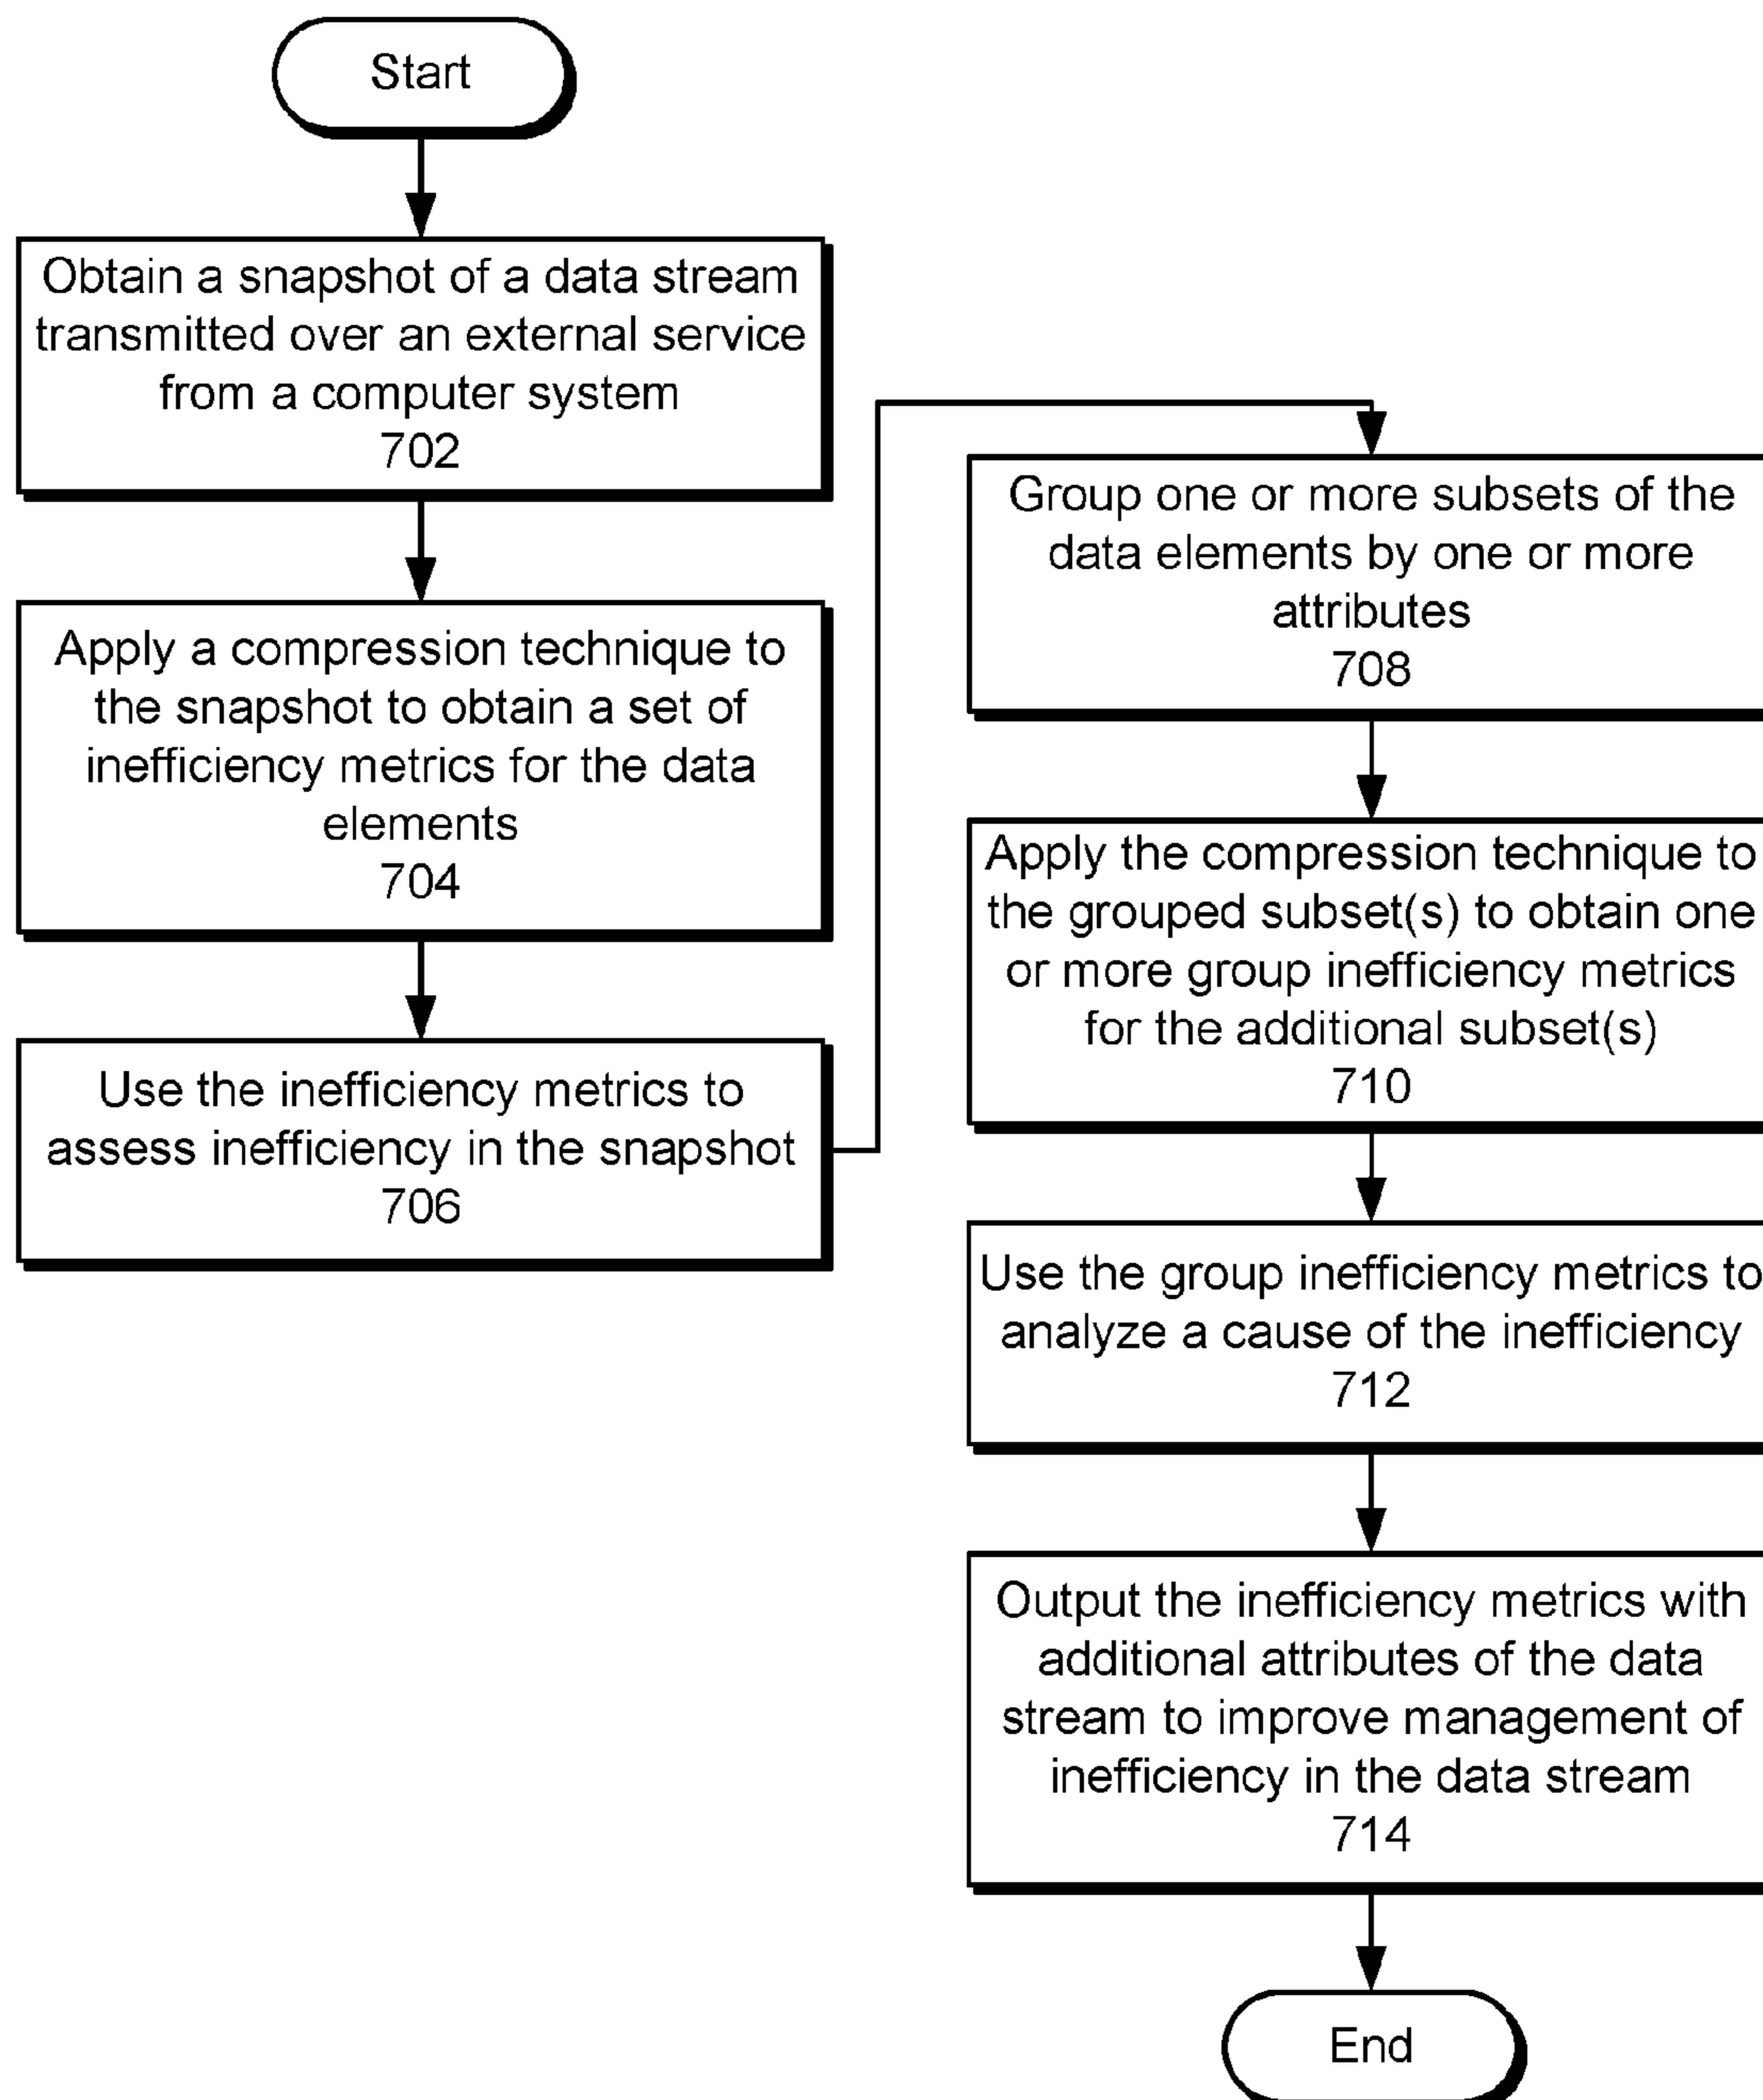 Start
Obtain a snapshot of a data stream
transmitted over an external service
from a computer system
702
Apply a compression technique to
the snapshot to obtain a set of
inefficiency metrics for the data
elements
704
Use the inefficiency metrics to
assess inefficiency in the snapshot
706
Group one or more subsets of the
data elements by one or more
attributes
708
Apply the compression technique to
the grouped subset(s) to obtain one
or more group inefficiency metrics
for the additional subset(s)
710
Use the group inefficiency metrics to
analyze a cause of the inefficiency
712
Output the inefficiency metrics with
additional attributes of the data
stream to improve management of
inefficiency in the data stream
714
End